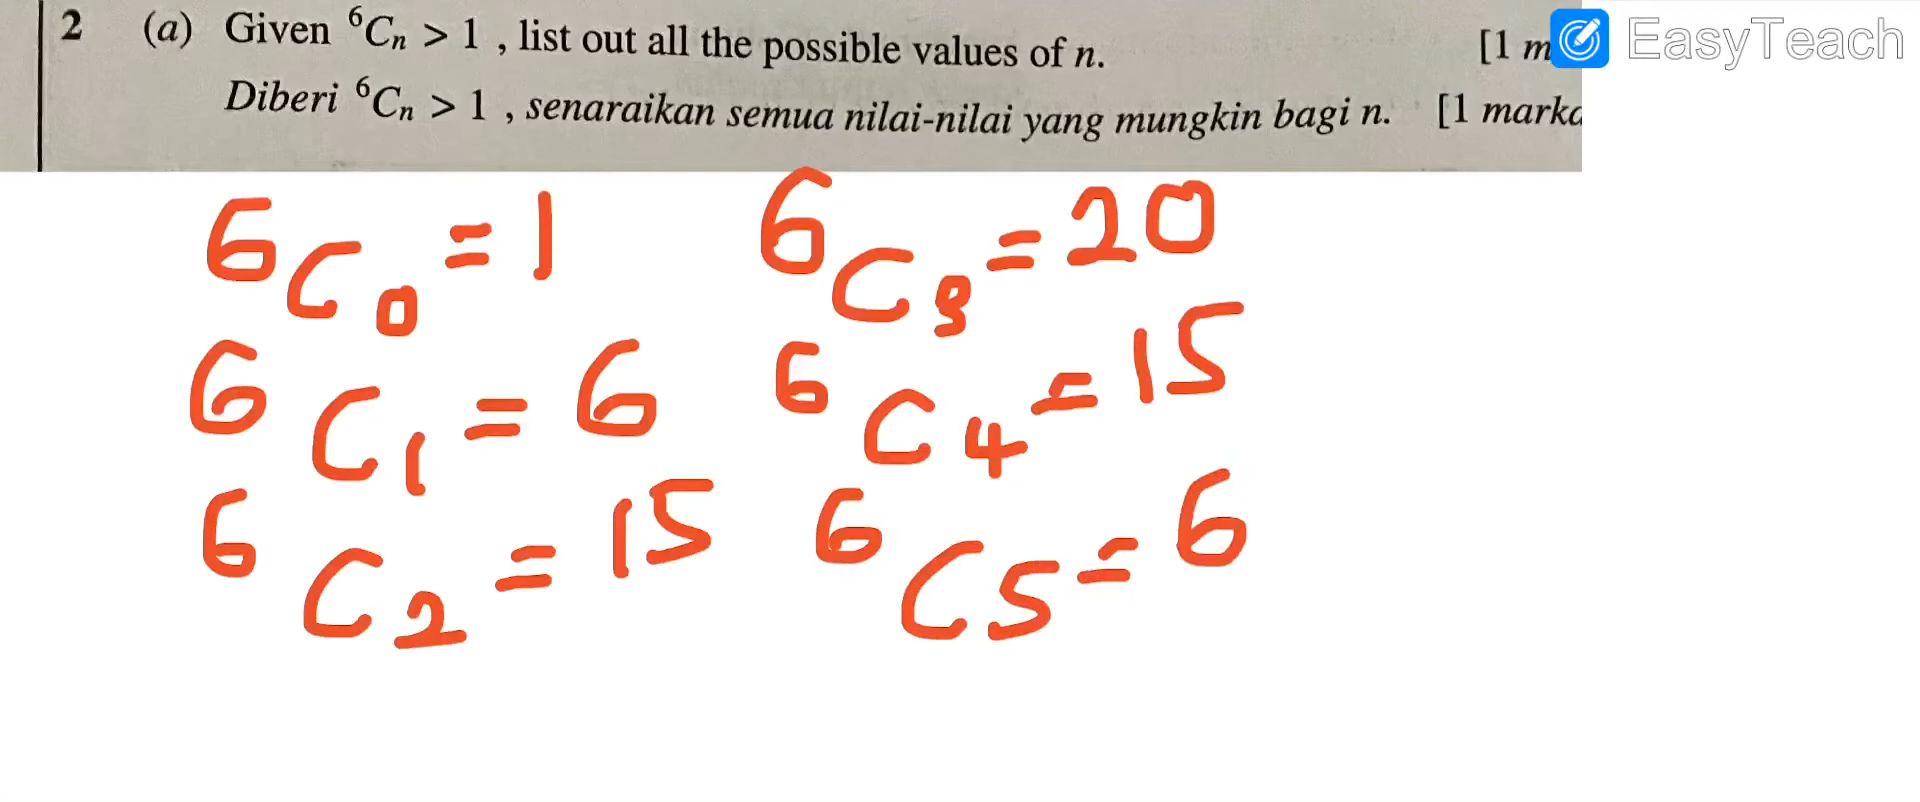 2 (a) Given ⁶Cₙ > 1 , list out all the possible values of n. [1 m
EasyTeach
Diberi ⁶Cₙ > 1 , senaraikan semua nilai-nilai yang mungkin bagi n. [1 marka
6C0 = 1
6C1 = 6
6C2 = 15
6C3 = 20
6C4 = 15
6C5 = 6